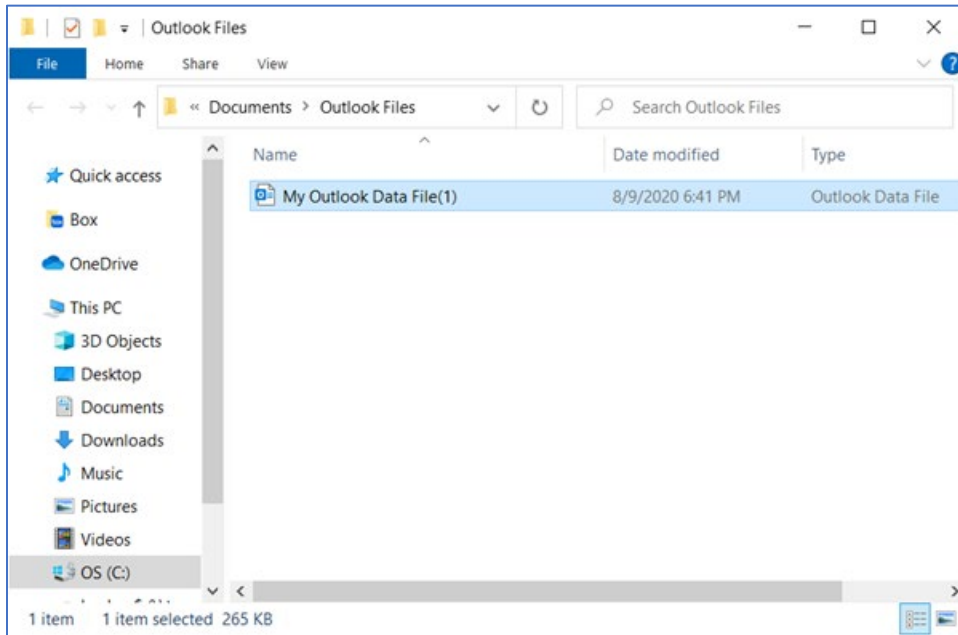 Outlook Files
File Home Share View ?
« Documents > Outlook Files
Search Outlook Files
Name Date modified Type
Quick access
My Outlook Data File(1) 8/9/2020 6:41 PM Outlook Data File
Box
OneDrive
This PC
3D Objects
Desktop
Documents
Downloads
Music
Pictures
Videos
OS (C:)
1 item 1 item selected 265 KB